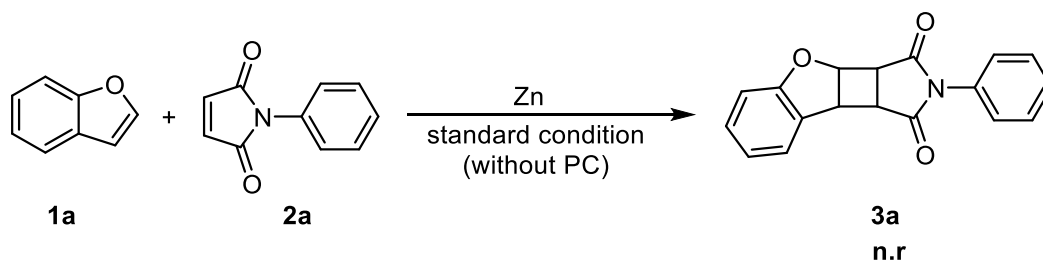 O
+
O
N
O
Zn
standard condition
(without PC)
O
O
N
O
1a
2a
3a
n.r